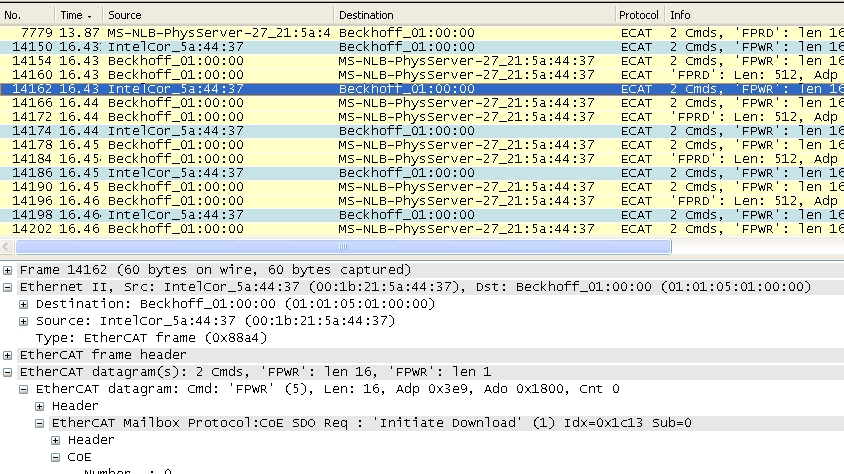 No. Time Source Destination Protocol Info
7779 13.87 MS-NLB-PhysServer-27_21:5a:4 Beckhoff_01:00:00 ECAT 2 Cmds, 'FPRD': len 16
14150 16.43 IntelCor_5a:44:37 Beckhoff_01:00:00 ECAT 2 Cmds, 'FPWR': len 16
14154 16.43 Beckhoff_01:00:00 MS-NLB-PhysServer-27_21:5a:44:37 ECAT 2 Cmds, 'FPWR': len 16
14160 16.43 Beckhoff_01:00:00 MS-NLB-PhysServer-27_21:5a:44:37 ECAT 'FPRD': Len: 512, Adp
14162 16.43 IntelCor_5a:44:37 Beckhoff_01:00:00 ECAT 2 Cmds, 'FPWR': len 16
14166 16.44 Beckhoff_01:00:00 MS-NLB-PhysServer-27_21:5a:44:37 ECAT 2 Cmds, 'FPWR': len 16
14172 16.44 Beckhoff_01:00:00 MS-NLB-PhysServer-27_21:5a:44:37 ECAT 'FPRD': Len: 512, Adp
14174 16.44 IntelCor_5a:44:37 Beckhoff_01:00:00 ECAT 2 Cmds, 'FPWR': len 16
14178 16.45 Beckhoff_01:00:00 MS-NLB-PhysServer-27_21:5a:44:37 ECAT 2 Cmds, 'FPWR': len 16
14184 16.45 Beckhoff_01:00:00 MS-NLB-PhysServer-27_21:5a:44:37 ECAT 'FPRD': Len: 512, Adp
14186 16.45 IntelCor_5a:44:37 Beckhoff_01:00:00 ECAT 2 Cmds, 'FPWR': len 16
14190 16.45 Beckhoff_01:00:00 MS-NLB-PhysServer-27_21:5a:44:37 ECAT 2 Cmds, 'FPWR': len 16
14196 16.46 Beckhoff_01:00:00 MS-NLB-PhysServer-27_21:5a:44:37 ECAT 'FPRD': Len: 512, Adp
14198 16.46 IntelCor_5a:44:37 Beckhoff_01:00:00 ECAT 2 Cmds, 'FPWR': len 16
14202 16.46 Beckhoff_01:00:00 MS-NLB-PhysServer-27_21:5a:44:37 ECAT 2 Cmds, 'FPWR': len 16
Frame 14162 (60 bytes on wire, 60 bytes captured)
Ethernet II, Src: IntelCor_5a:44:37 (00:1b:21:5a:44:37), Dst: Beckhoff_01:00:00 (01:01:05:01:00:00)
Destination: Beckhoff_01:00:00 (01:01:05:01:00:00)
Source: IntelCor_5a:44:37 (00:1b:21:5a:44:37)
Type: EtherCAT frame (0x88a4)
EtherCAT frame header
EtherCAT datagram(s): 2 Cmds, 'FPWR': len 16, 'FPWR': len 1
EtherCAT datagram: Cmd: 'FPWR' (5), Len: 16, Adp 0x3e9, Ado 0x1800, Cnt 0
Header
EtherCAT Mailbox Protocol:CoE SDO Req : 'Initiate Download' (1) Idx=0x1c13 Sub=0
Header
CoE
Number : 0